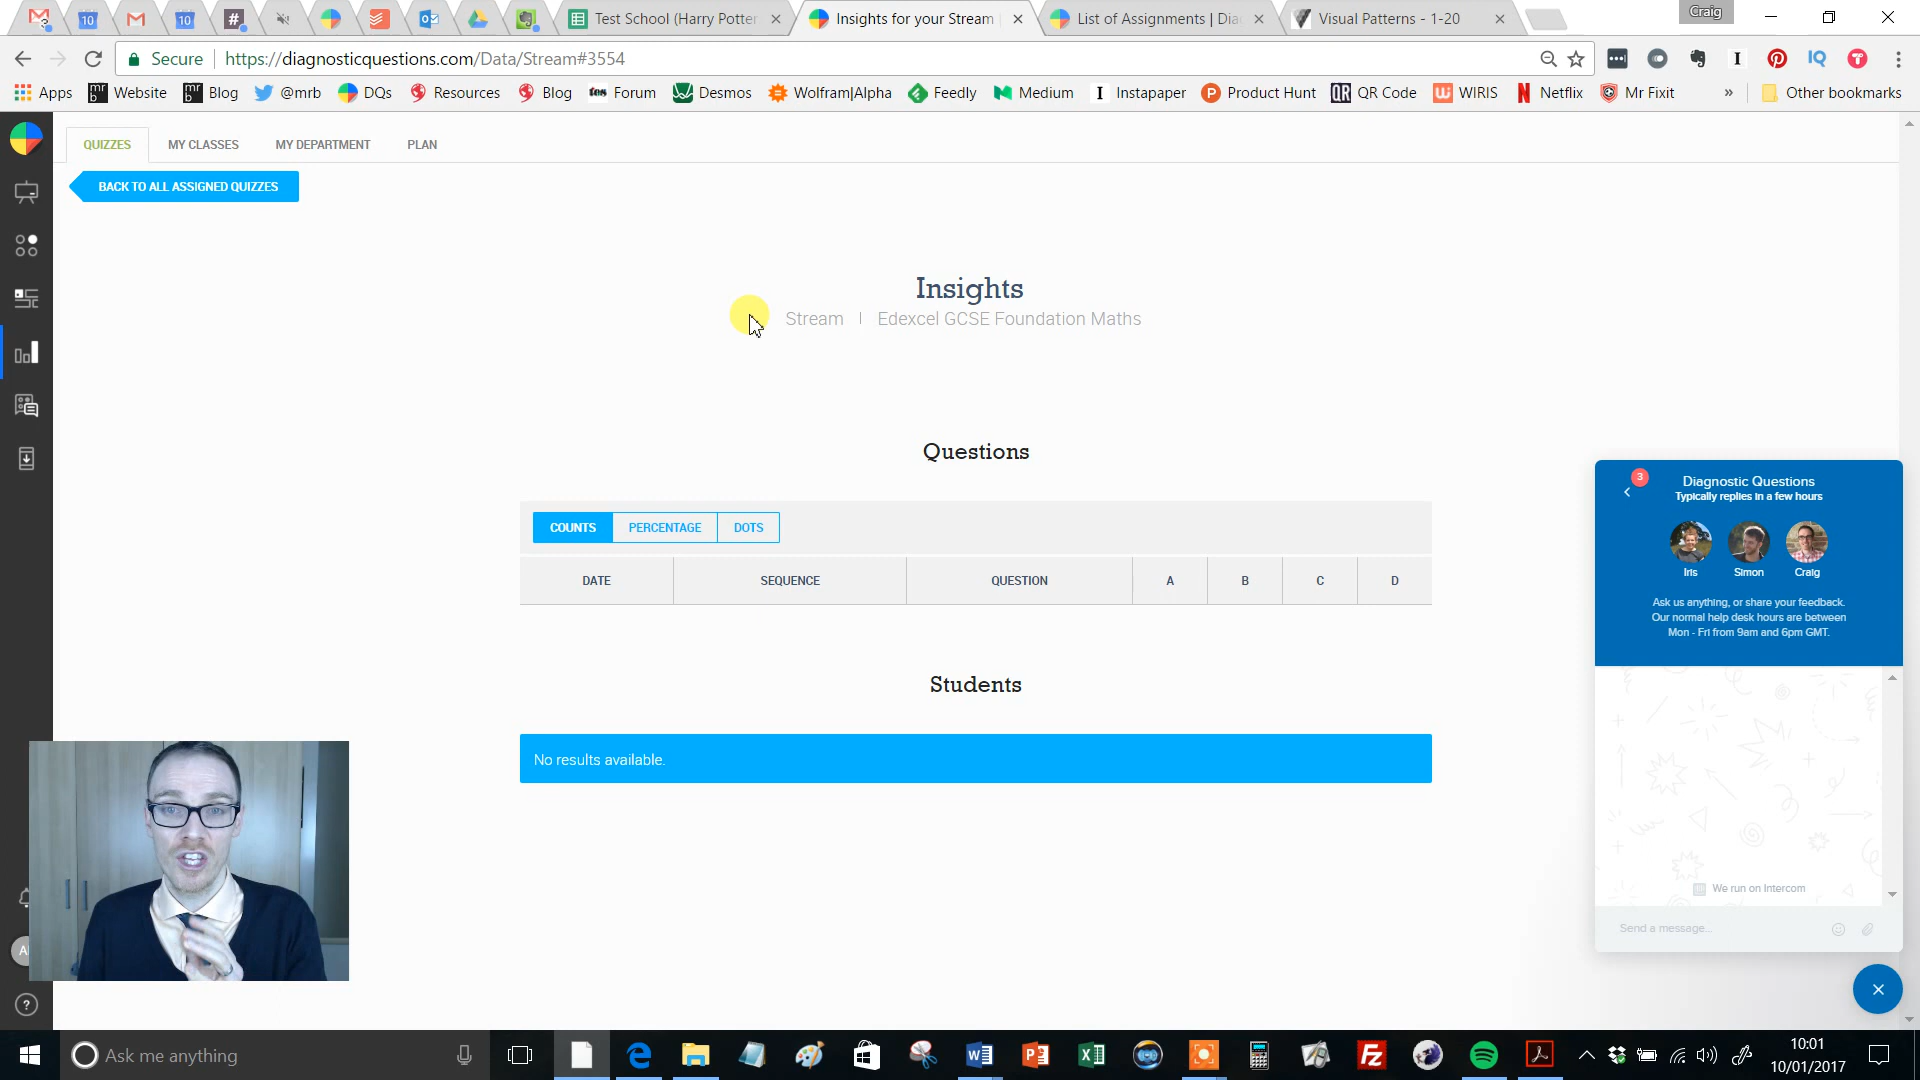 Test School (Harry Potter
Insights for your Stream
List of Assignments | Dia
Visual Patterns - 1-20
Craig
Secure
https://diagnosticquestions.com/Data/Stream#3554
Apps
Website
Blog
@mrb
DQs
Resources
Blog
Forum
Desmos
Wolfram|Alpha
Feedly
Medium
Instapaper
Product Hunt
QR Code
WIRIS
Netflix
Mr Fixit
»
Other bookmarks
QUIZZES
MY CLASSES
MY DEPARTMENT
PLAN
BACK TO ALL ASSIGNED QUIZZES
Insights
Stream | Edexcel GCSE Foundation Maths
Questions
COUNTS
PERCENTAGE
DOTS
DATE
SEQUENCE
QUESTION
A
B
C
D
Students
No results available.
3
Diagnostic Questions
Typically replies in a few hours
Iris
Simon
Craig
Ask us anything, or share your feedback.
Our normal help desk hours are between
Mon - Fri from 9am and 6pm GMT.
We run on Intercom
Send a message...
Ask me anything
10:01
10/01/2017